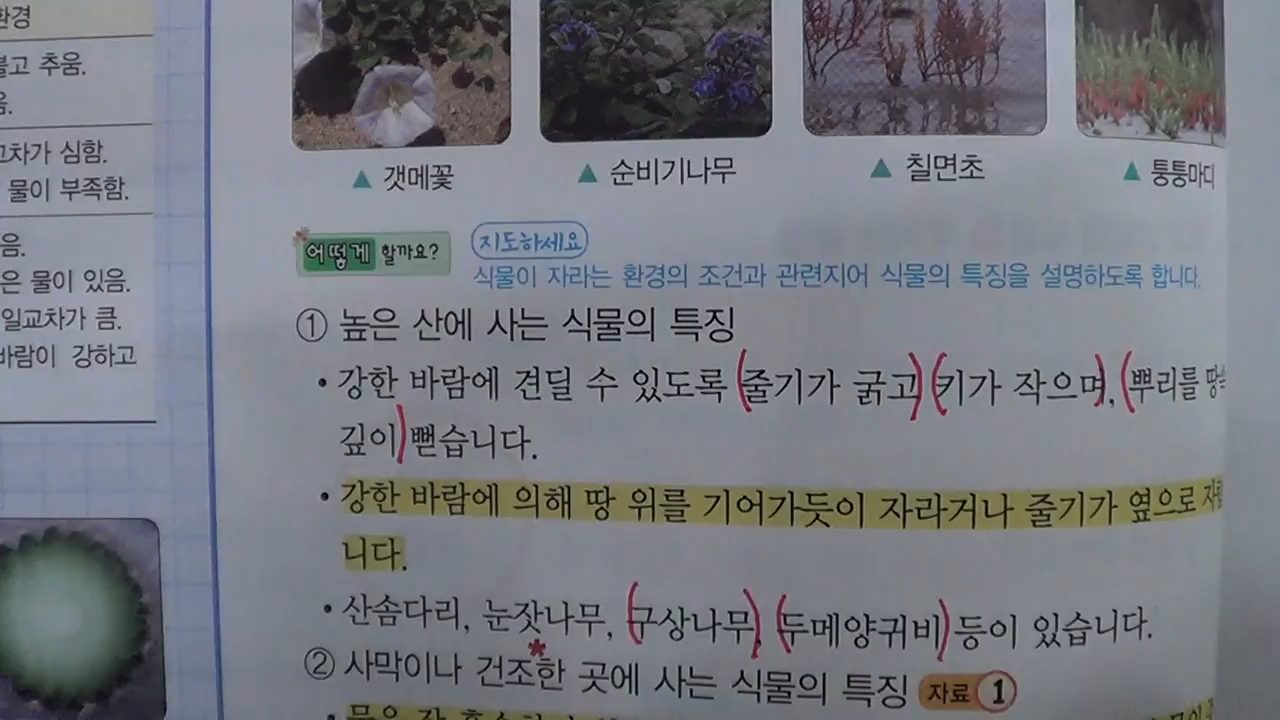 환경
불고 추움.
음.
교차가 심함.
물이 부족함.
음.
은 물이 있음.
일교차가 큼.
바람이 강하고
▲ 갯메꽃 ▲ 순비기나무 ▲ 칠면초 ▲ 퉁퉁마디
어떻게 할까요? 지도하세요
식물이 자라는 환경의 조건과 관련지어 식물의 특징을 설명하도록 합니다.
① 높은 산에 사는 식물의 특징
• 강한 바람에 견딜 수 있도록 (줄기가 굵고) (키가 작으며), (뿌리를 땅속
깊이) 뻗습니다.
• 강한 바람에 의해 땅 위를 기어가듯이 자라거나 줄기가 옆으로
니다.
• 산솜다리, 눈잣나무, (구상나무), (두메양귀비) 등이 있습니다.
② 사막이나 건조*한 곳에 사는 식물의 특징 자료 1